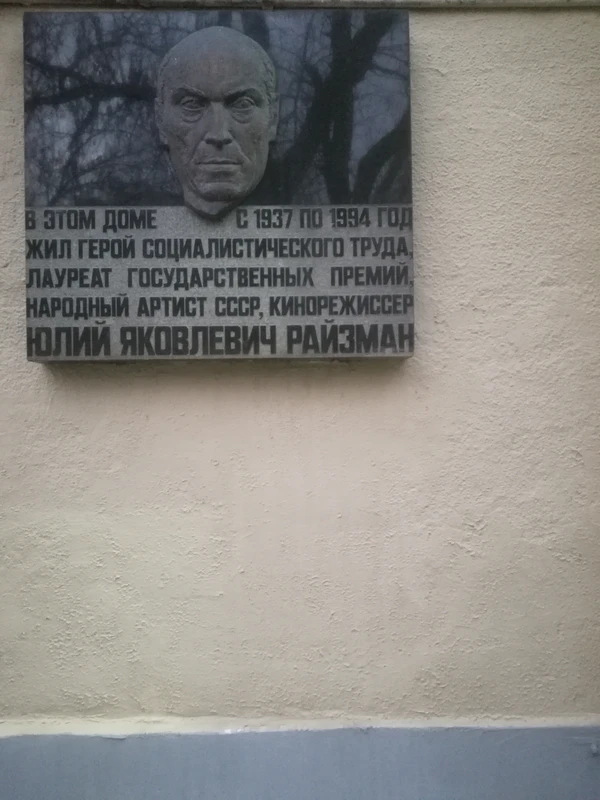 В ЭТОМ ДОМЕ С 1937 ПО 1994 ГОД
ЖИЛ ГЕРОЙ СОЦИАЛИСТИЧЕСКОГО ТРУДА,
ЛАУРЕАТ ГОСУДАРСТВЕННЫХ ПРЕМИЙ,
НАРОДНЫЙ АРТИСТ СССР, КИНОРЕЖИССЕР
ЮЛИЙ ЯКОВЛЕВИЧ РАЙЗМАН